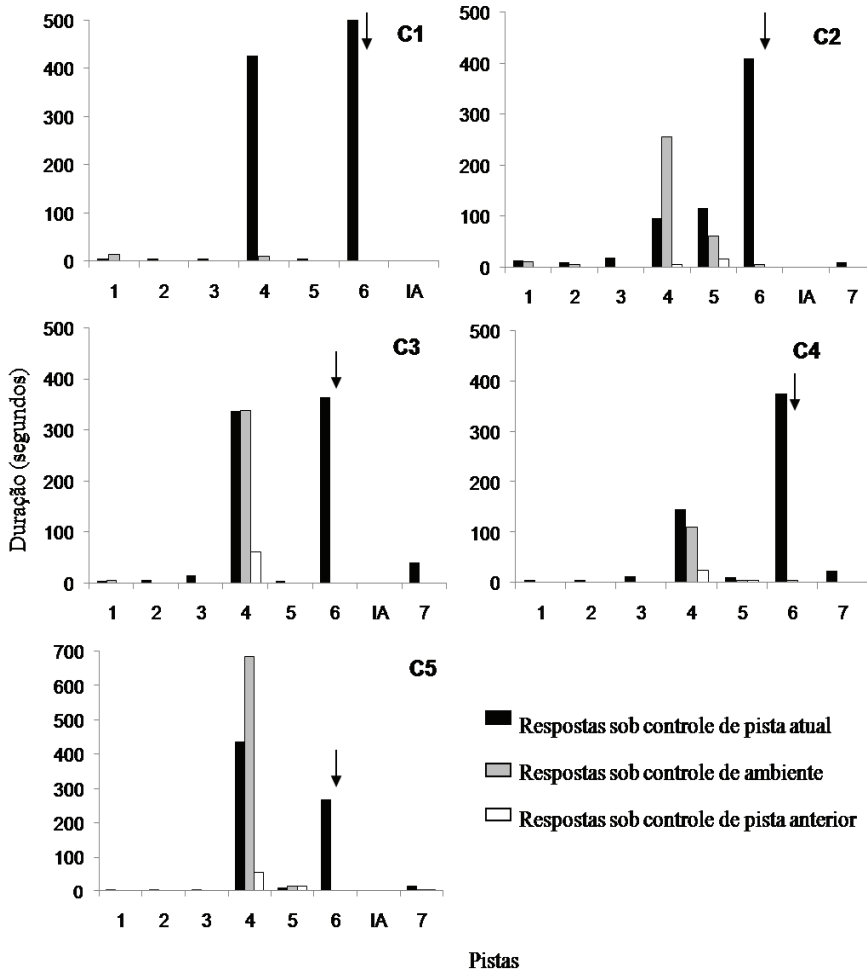 C1
500
400
300
200
100
0
1 2 3 4 5 6 IA
C2
500
400
300
200
100
0
1 2 3 4 5 6 IA 7
C3
500
400
300
200
100
0
1 2 3 4 5 6 IA 7
C4
500
400
300
200
100
0
1 2 3 4 5 6 IA 7
Duração (segundos)
C5
700
600
500
400
300
200
100
0
1 2 3 4 5 6 IA 7
Respostas sob controle de pista atual
Respostas sob controle de ambiente
Respostas sob controle de pista anterior
Pistas